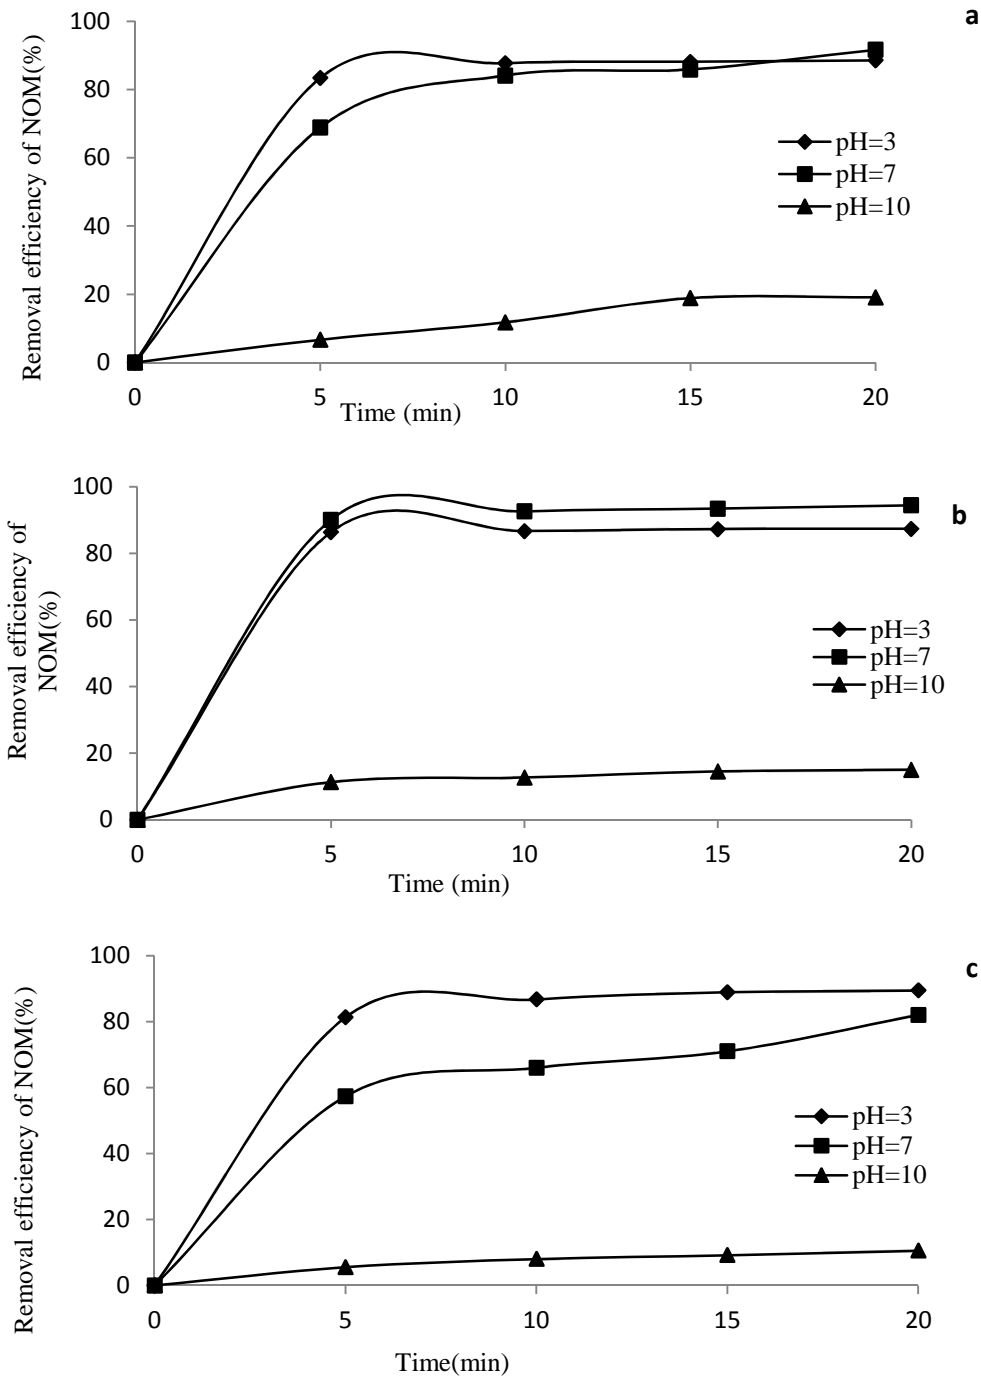 a
Removal efficiency of NOM(%)
100
80
60
40
20
0
pH=3
pH=7
pH=10
0 5 10 15 20
Time (min)
b
Removal efficiency of
NOM(%)
100
80
60
40
20
0
pH=3
pH=7
pH=10
0 5 10 15 20
Time (min)
c
Removal efficiency of NOM(%)
100
80
60
40
20
0
pH=3
pH=7
pH=10
0 5 10 15 20
Time(min)